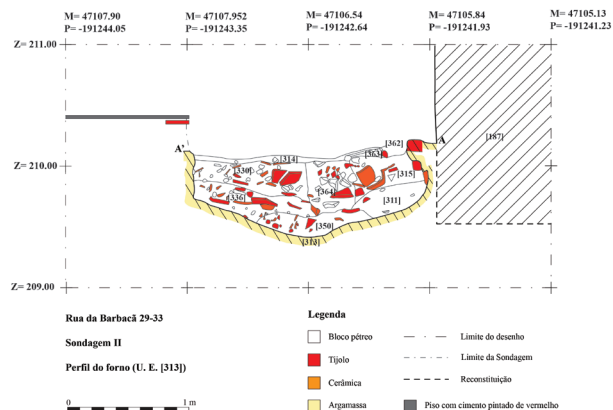 M= 47107.90 M= 47107.952 M= 47106.54 M= 47105.84 M= 47105.13
P= -191244.05 P= -191243.35 P= -191242.64 P= -191241.93 P= -191241.23
Z= 211.00
[187]
[362]
A' A
[363]
[314]
Z= 210.00
[330] [315]
[364]
[336] [311]
[350]
[313]
Z= 209.00
Rua da Barbacã 29-33
Sondagem II
Perfil do forno (U. E. [313])
0 1 m
Legenda
Bloco pétreo
Tijolo
Cerâmica
Argamassa
Limite do desenho
Limite da Sondagem
Reconstituição
Piso com cimento pintado de vermelho